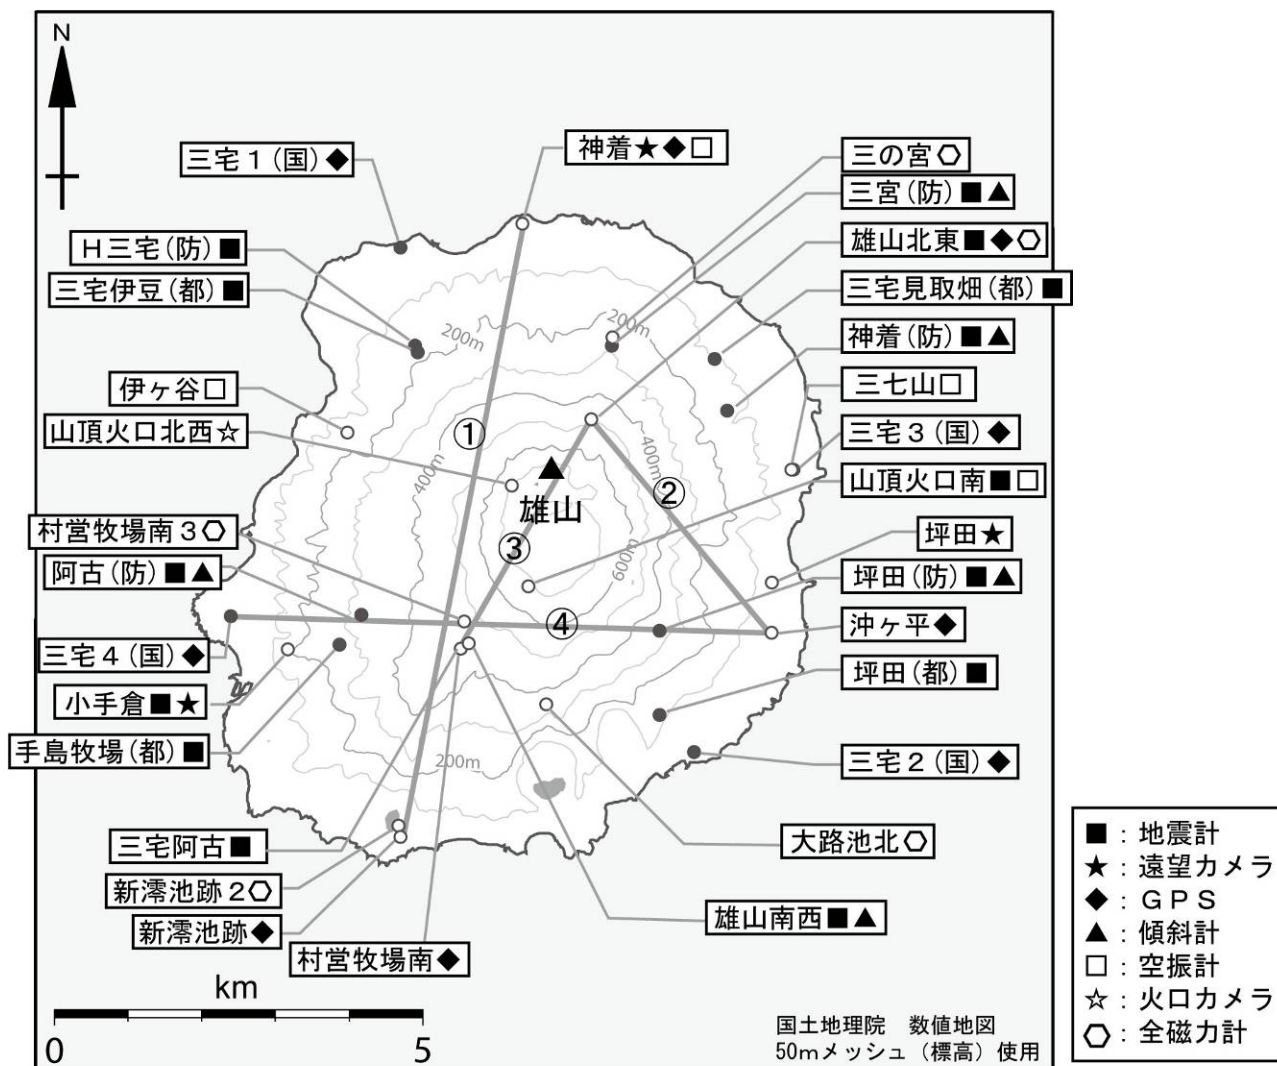 N
神着★◆□
三宅１(国)◆
三の宮⬡
三宮(防)■▲
H三宅(防)■
雄山北東■◆⬡
三宅伊豆(都)■
三宅見取畑(都)■
200m
200m
神着(防)■▲
伊ヶ谷□
三七山□
山頂火口北西☆
①
三宅３(国)◆
400m
400m
山頂火口南■□
②
雄山
村営牧場南３⬡
坪田★
③
600m
阿古(防)■▲
坪田(防)■▲
④
沖ヶ平◆
三宅４(国)◆
坪田(都)■
小手倉■★
手島牧場(都)■
200m
三宅２(国)◆
三宅阿古■
大路池北⬡
新澪池跡２⬡
雄山南西■▲
新澪池跡◆
村営牧場南◆
■：地震計
★：遠望カメラ
◆：ＧＰＳ
▲：傾斜計
□：空振計
☆：火口カメラ
⬡：全磁力計
km
0 5
国土地理院　数値地図
50mメッシュ（標高）使用